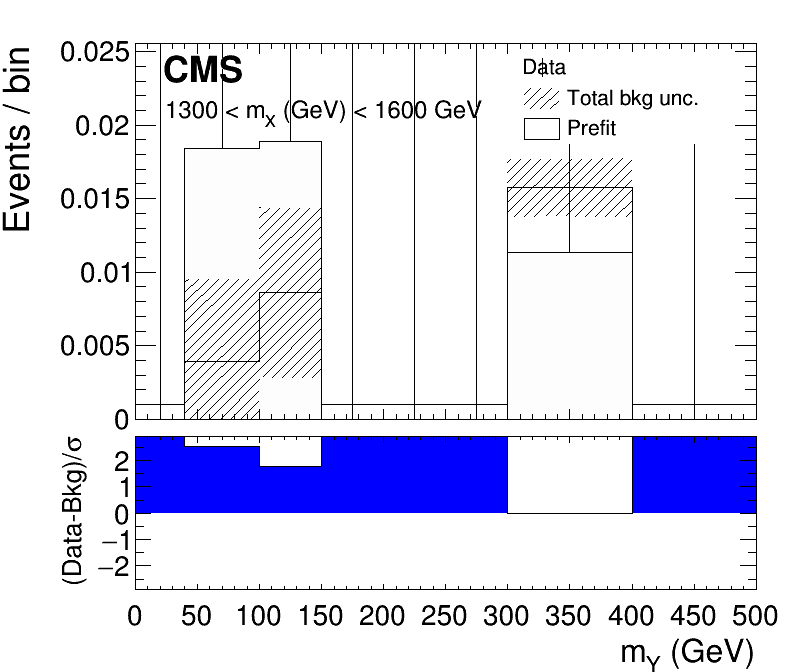 Events / bin
0.025
0.02
0.015
0.01
0.005
0
CMS
1300 < mX (GeV) < 1600 GeV
Data
Total bkg unc.
Prefit
(Data-Bkg)/σ
2
1
0
−1
−2
0 50 100 150 200 250 300 350 400 450 500
mY (GeV)